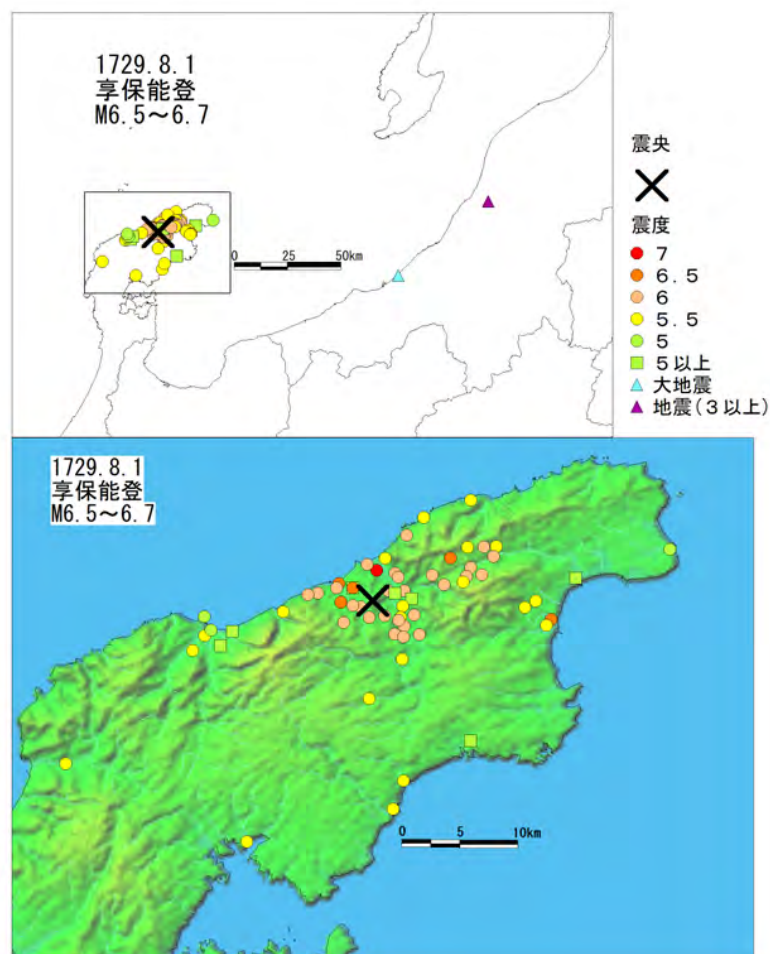 1729.8.1
享保能登
M6.5～6.7
0 25 50km
震央
震度
7
6.5
6
5.5
5
5以上
大地震
地震(3以上)
1729.8.1
享保能登
M6.5～6.7
0 5 10km